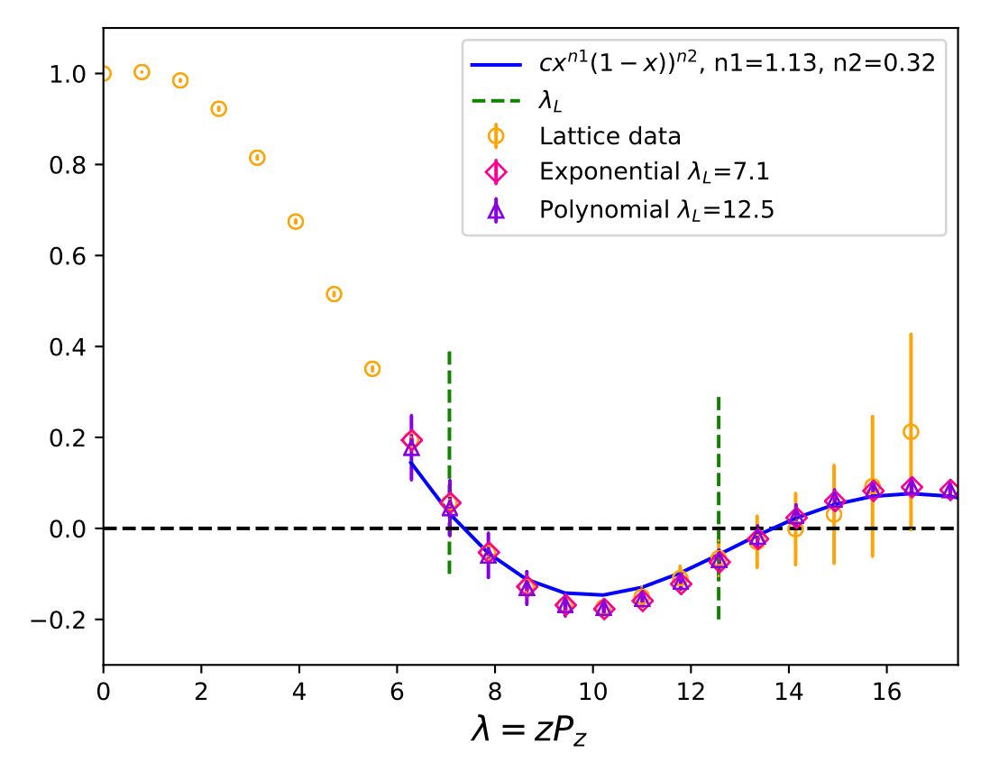 1.0
0.8
0.6
0.4
0.2
0.0
−0.2
0 2 4 6 8 10 12 14 16
λ = zP_z
cx^{n1}(1 − x))^{n2}, n1=1.13, n2=0.32
λ_L
Lattice data
Exponential λ_L=7.1
Polynomial λ_L=12.5